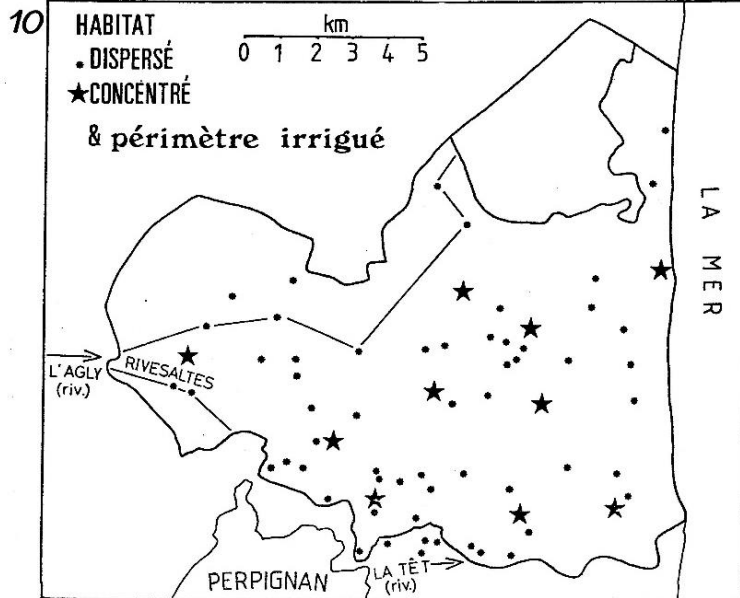 10
HABITAT
• DISPERSÉ
★ CONCENTRÉ
& périmètre irrigué
km
0 1 2 3 4 5
LA MER
L'AGLY
(riv.)
RIVESALTES
PERPIGNAN
LA TÊT
(riv.)